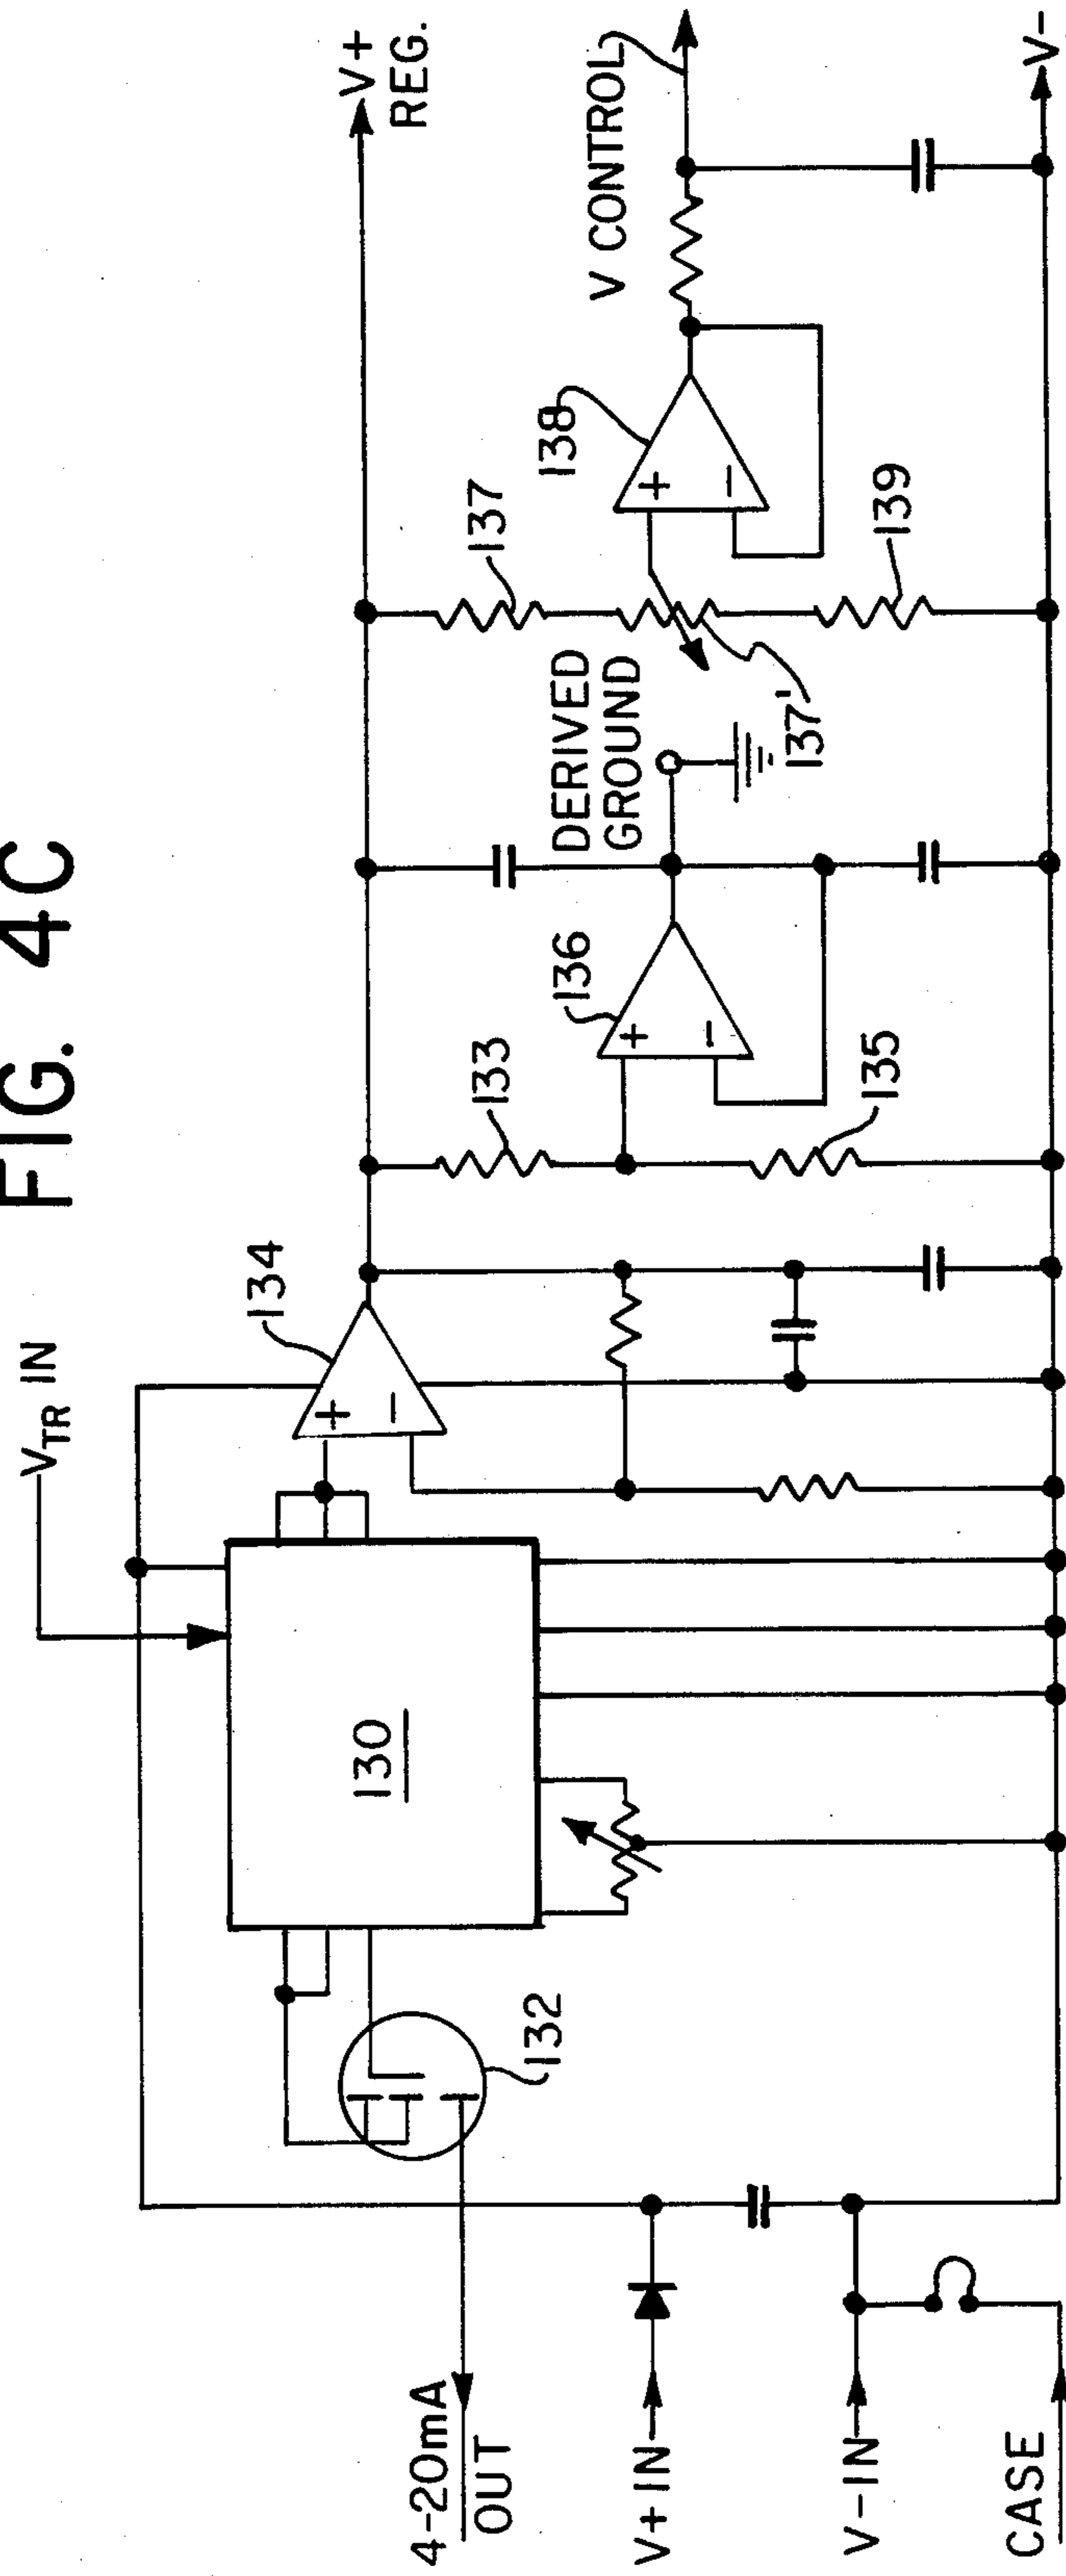 FIG. 4C
V_TR IN
134
V+
REG.
130
132
133
136
135
DERIVED
GROUND
137
137'
138
139
V CONTROL
4-20mA
OUT
V+IN
V-IN
CASE
V-